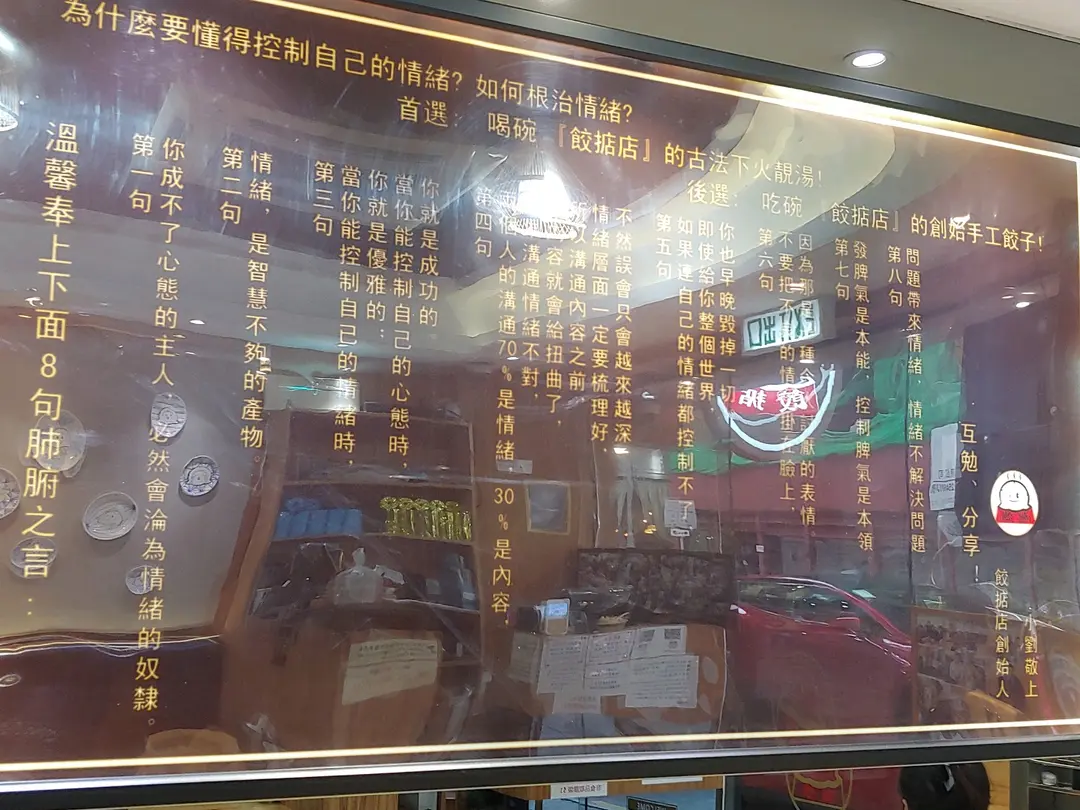 為什麼要懂得控制自己的情緒? 如何根治情緒?
首選: 喝碗『餃掂店』的古法下火靚湯!
後選: 吃碗『餃掂店』的創始手工餃子!
溫馨奉上下面8句肺腑之言:
第一句
你成不了心態的主人,必然會淪為情緒的奴隸。
第二句
情緒,是智慧不夠的產物。
第三句
當你能控制自己的情緒時,
你就是優雅的;
當你能控制自己的心態時,
你就是成功的。
第四句
個人的溝通70%是情緒,30%是內容,
溝通情緒不對,
容就會給扭曲了,
所以溝通內容之前,
情緒層面一定要梳理好
不然誤會只會越來越深
第五句
如果連自己的情緒都控制不了
即使給你整個世界
你也早晚毀掉一切
第六句
不要把不的情掛在臉上,
因為那是種令討厭的表情
第七句
發脾氣是本能,控制脾氣是本領
第八句
問題帶來情緒,情緒不解決問題
互勉、分享!
餃掂店創始人
小劉敬上
出口 EXIT